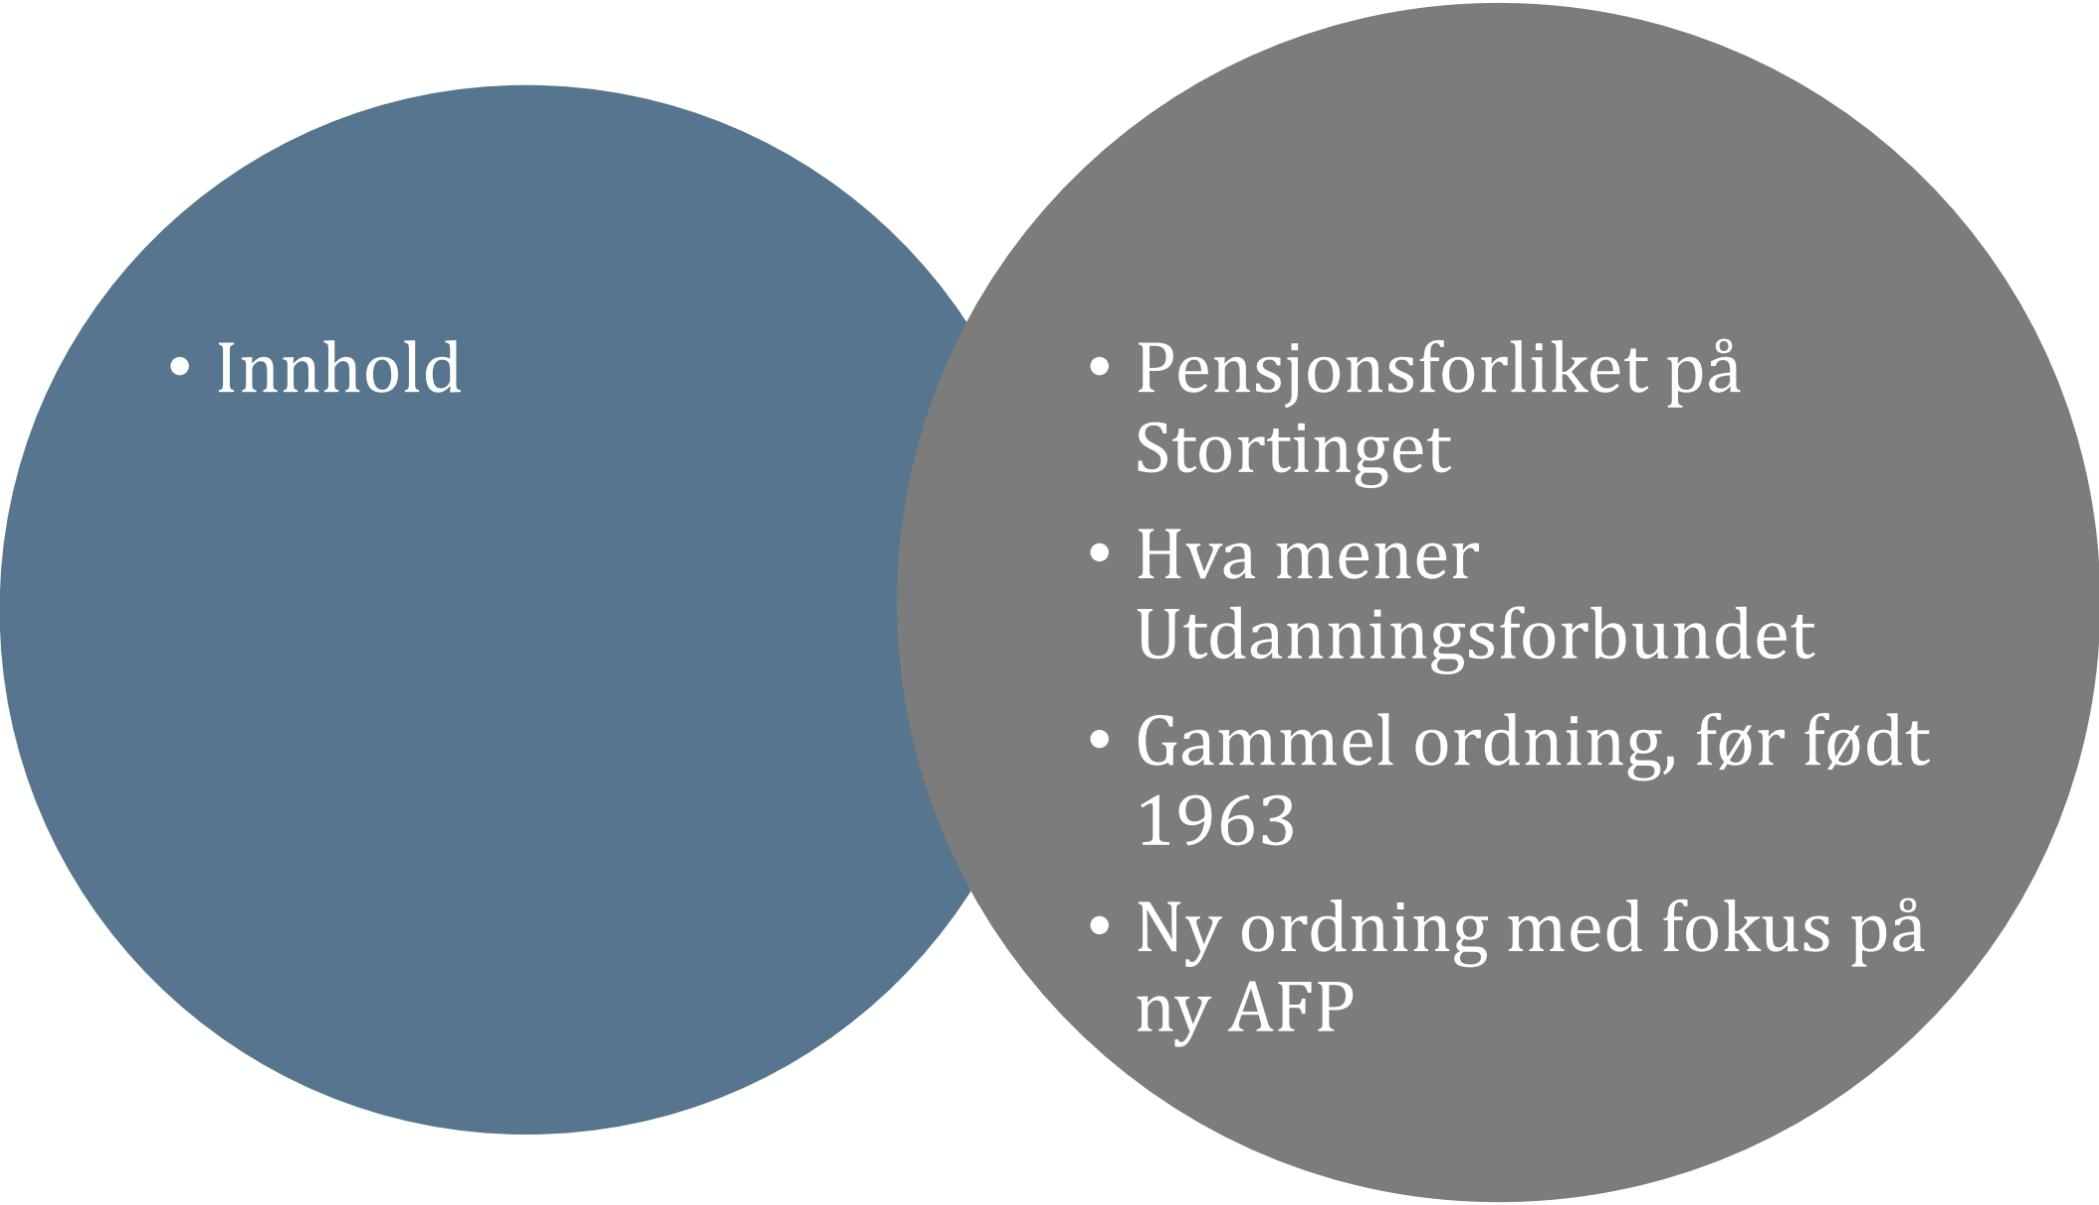 • Innhold
• Pensjonsforliket på
Stortinget
• Hva mener
Utdanningsforbundet
• Gammel ordning, før født
1963
• Ny ordning med fokus på
ny AFP